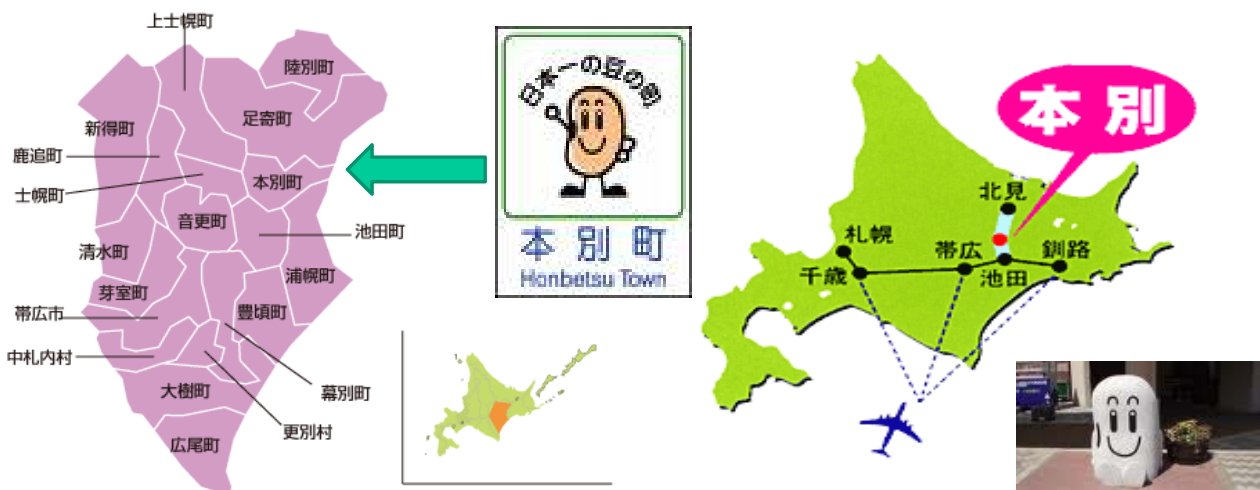 上士幌町
陸別町
足寄町
新得町
鹿追町
士幌町
本別町
音更町
池田町
清水町
浦幌町
芽室町
豊頃町
帯広市
中札内村
幕別町
大樹町
更別村
広尾町
日本一の豆の町
本別町
Honbetsu Town
本別
北見
札幌
帯広
釧路
千歳
池田